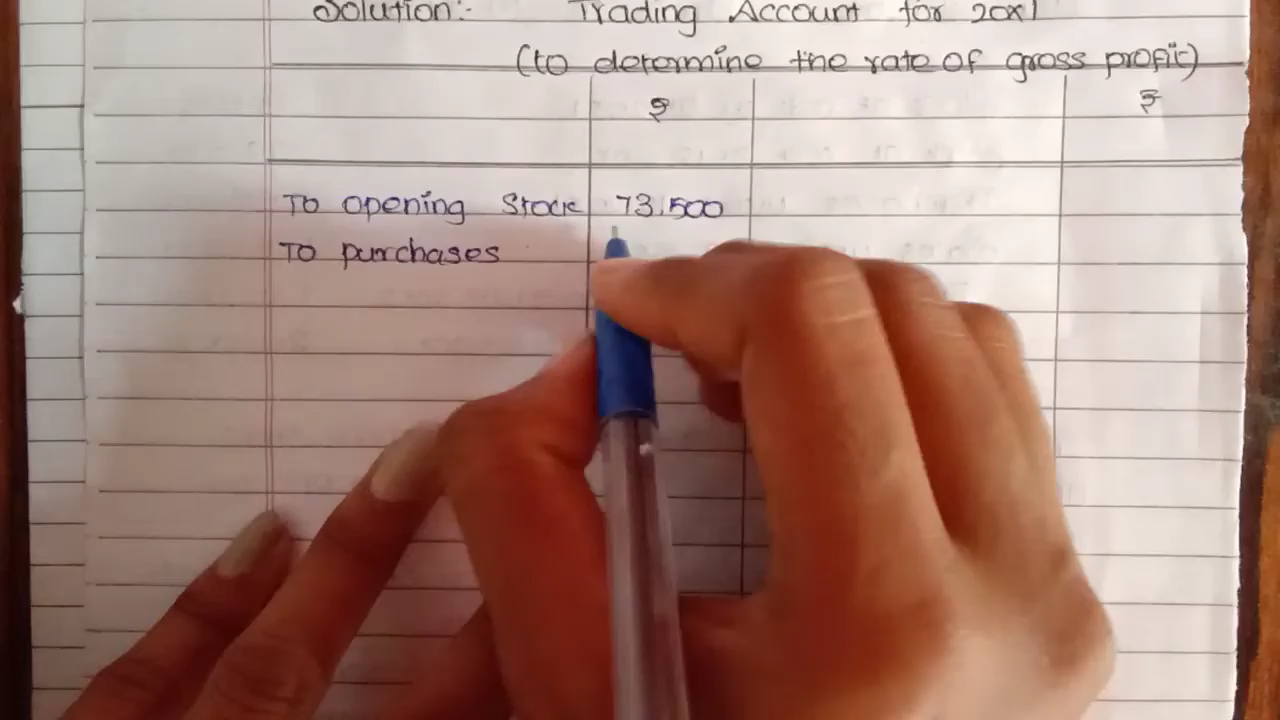 Solution:- Trading Account for 20x1
(to determine the rate of gross profit)
₹ ₹
To opening Stock 73,500
To purchases